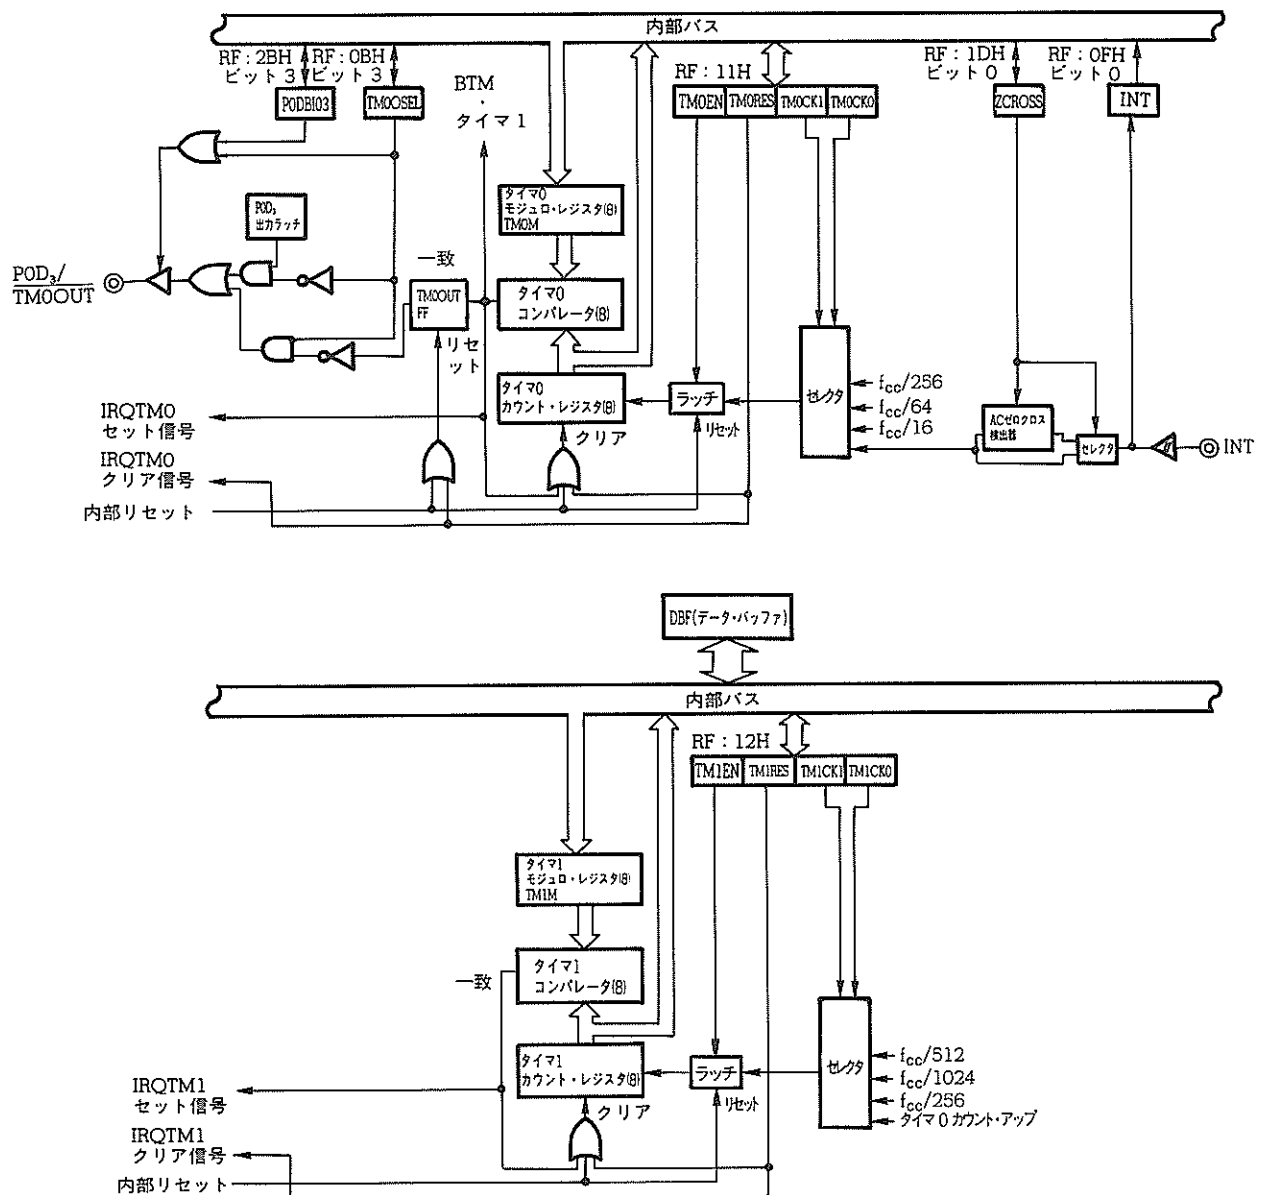 内部バス
RF：2BH
ビット3
RF：0BH
ビット3
BTM
・
タイマ1
RF：11H
RF：1DH
ビット0
RF：0FH
ビット0
P0DBIO3
TM0OSEL
TM0EN
TM0RES
TM0CK1
TM0CK0
ZCROSS
INT
P0D₃
出力ラッチ
タイマ0
モジュロ・レジスタ(8)
TM0M
P0D₃/
TM0OUT
一致
TM0OUT
FF
タイマ0
コンパレータ(8)
リセ
ット
タイマ0
カウント・レジスタ(8)
ラッチ
リセット
クリア
セレクタ
fcc/256
fcc/64
fcc/16
ACゼロクロス
検出器
セレクタ
INT
IRQTM0
セット信号
IRQTM0
クリア信号
内部リセット
DBF(データ・バッファ)
内部バス
RF：12H
TM1EN
TM1RES
TM1CK1
TM1CK0
タイマ1
モジュロ・レジスタ(8)
TM1M
一致
タイマ1
コンパレータ(8)
タイマ1
カウント・レジスタ(8)
ラッチ
リセット
クリア
セレクタ
fcc/512
fcc/1024
fcc/256
タイマ0カウント・アップ
IRQTM1
セット信号
IRQTM1
クリア信号
内部リセット